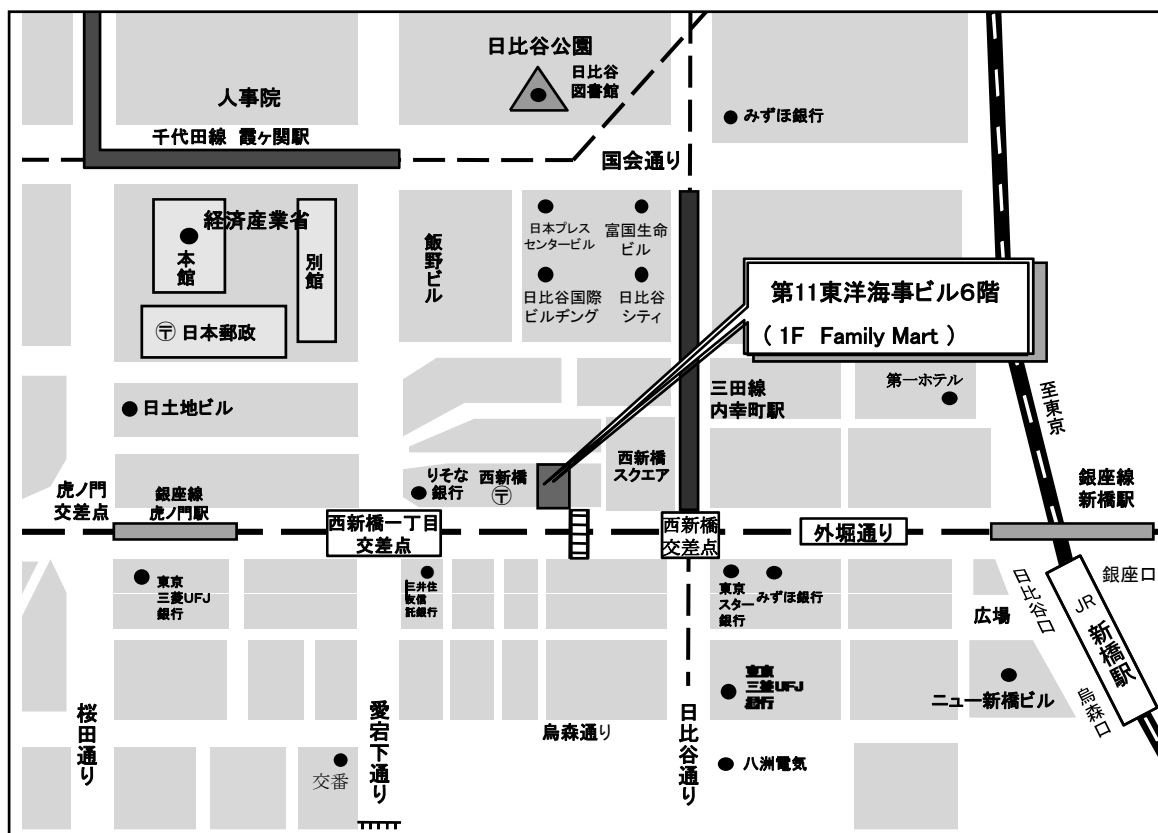 日比谷公園
日比谷
図書館
人事院
みずほ銀行
千代田線 霞ヶ関駅
国会通り
経済産業省
本館
別館
〒日本郵政
飯野ビル
日本プレス
センタービル
富国生命
ビル
日比谷国際
ビルヂング
日比谷
シティ
第11東洋海事ビル6階
( 1F Family Mart )
三田線
内幸町駅
第一ホテル
至東京
日土地ビル
りそな
銀行
西新橋
〒
西新橋
スクエア
虎ノ門
交差点
銀座線
虎ノ門駅
西新橋一丁目
交差点
西新橋
交差点
外堀通り
銀座線
新橋駅
東京
三菱UFJ
銀行
三井住
友信
託銀行
東京
スター
銀行
みずほ銀行
日比谷口
銀座口
広場
JR
新橋駅
烏森口
東京
三菱UFJ
銀行
ニュー新橋ビル
桜田通り
愛宕下通り
烏森通り
日比谷通り
交番
八洲電気